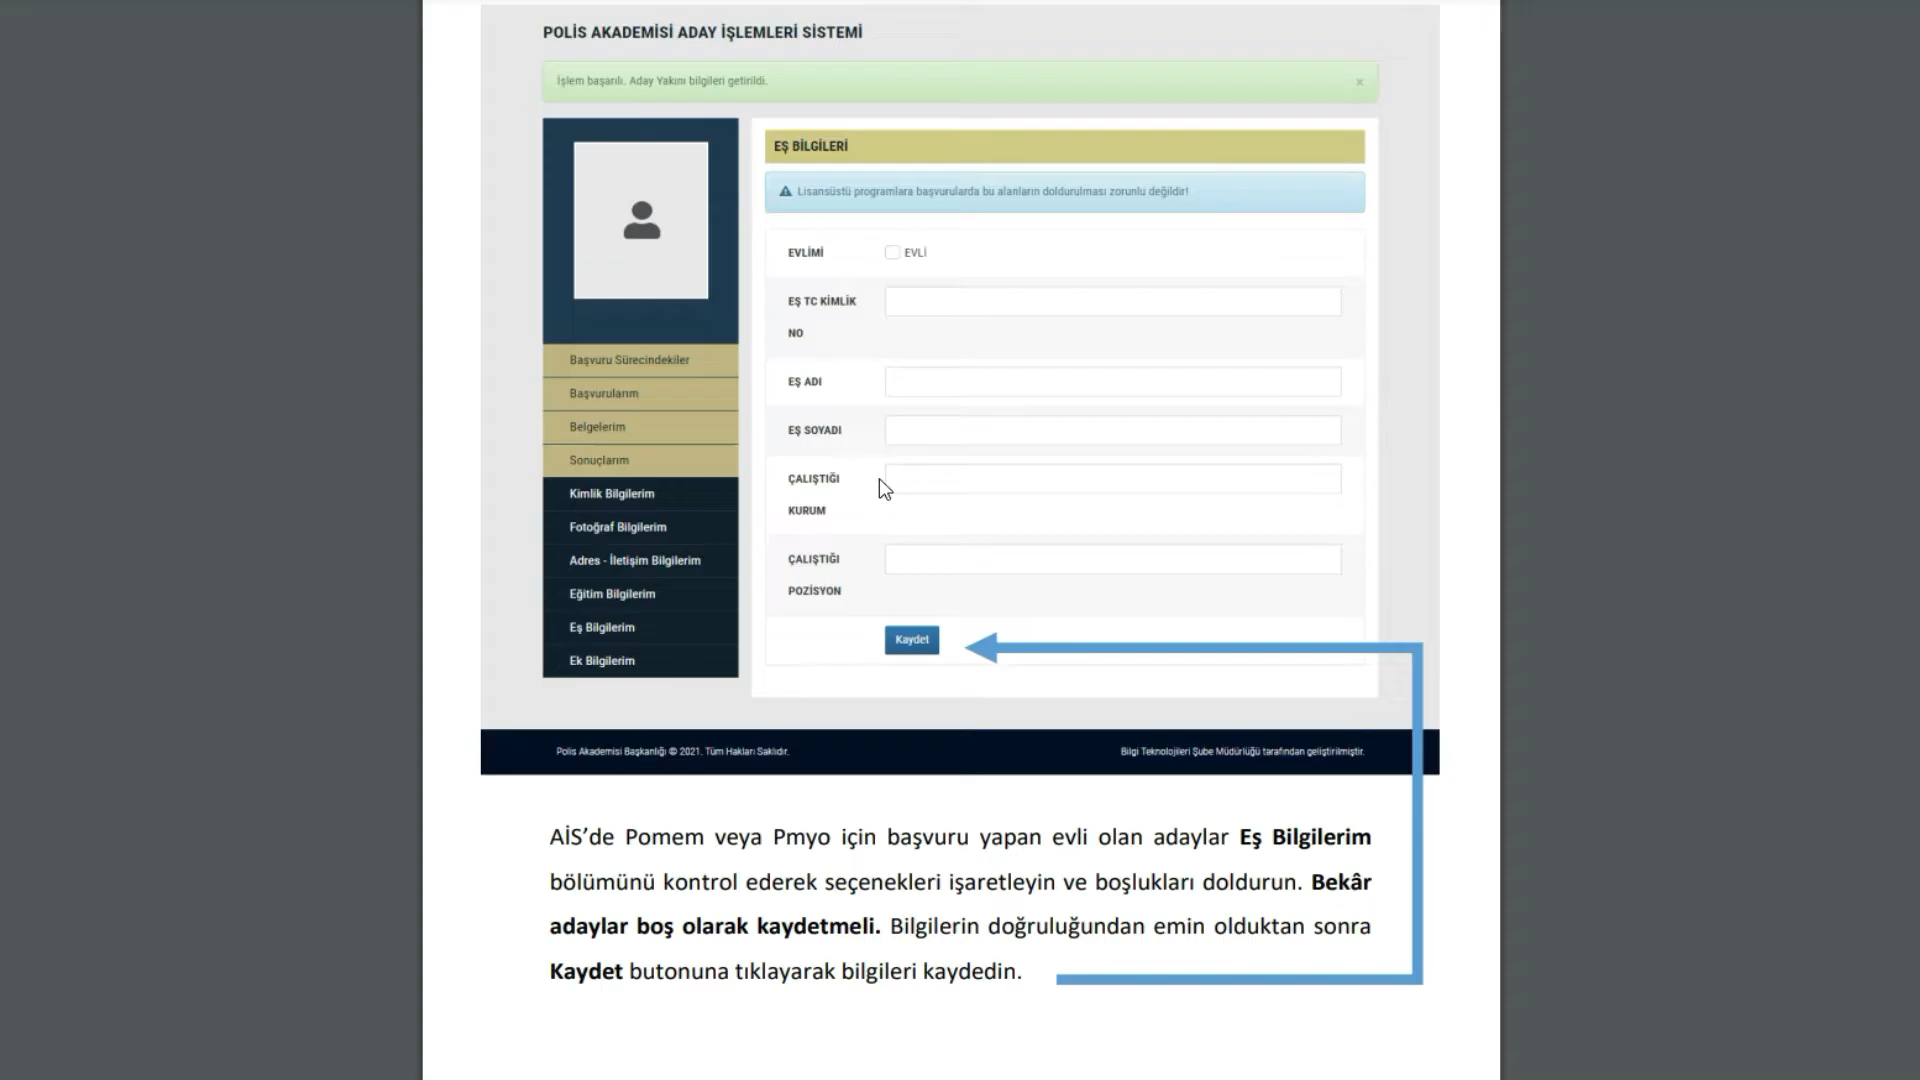 POLİS AKADEMİSİ ADAY İŞLEMLERİ SİSTEMİ
İşlem başarılı. Aday Yakını bilgileri getirildi.
×
EŞ BİLGİLERİ
Lisansüstü programlara başvurularda bu alanların doldurulması zorunlu değildir!
EVLİMİ
EVLİ
EŞ TC KİMLİK
NO
EŞ ADI
EŞ SOYADI
ÇALIŞTIĞI
KURUM
ÇALIŞTIĞI
POZİSYON
Kaydet
Başvuru Sürecindekiler
Başvurularım
Belgelerim
Sonuçlarım
Kimlik Bilgilerim
Fotoğraf Bilgilerim
Adres - İletişim Bilgilerim
Eğitim Bilgilerim
Eş Bilgilerim
Ek Bilgilerim
Polis Akademisi Başkanlığı © 2021. Tüm Hakları Saklıdır.
Bilgi Teknolojileri Şube Müdürlüğü tarafından geliştirilmiştir.
AİS’de Pomem veya Pmyo için başvuru yapan evli olan adaylar Eş Bilgilerim
bölümünü kontrol ederek seçenekleri işaretleyin ve boşlukları doldurun. Bekâr
adaylar boş olarak kaydetmeli. Bilgilerin doğruluğundan emin olduktan sonra
Kaydet butonuna tıklayarak bilgileri kaydedin.